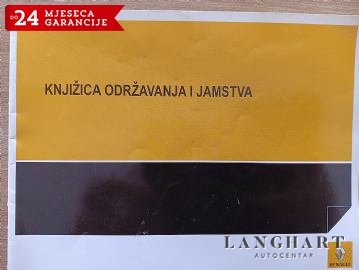 DO 24 MJESECA
GARANCIJE
KNJIŽICA ODRŽAVANJA I JAMSTVA
LANGHART
AUTOCENTAR
RENAULT